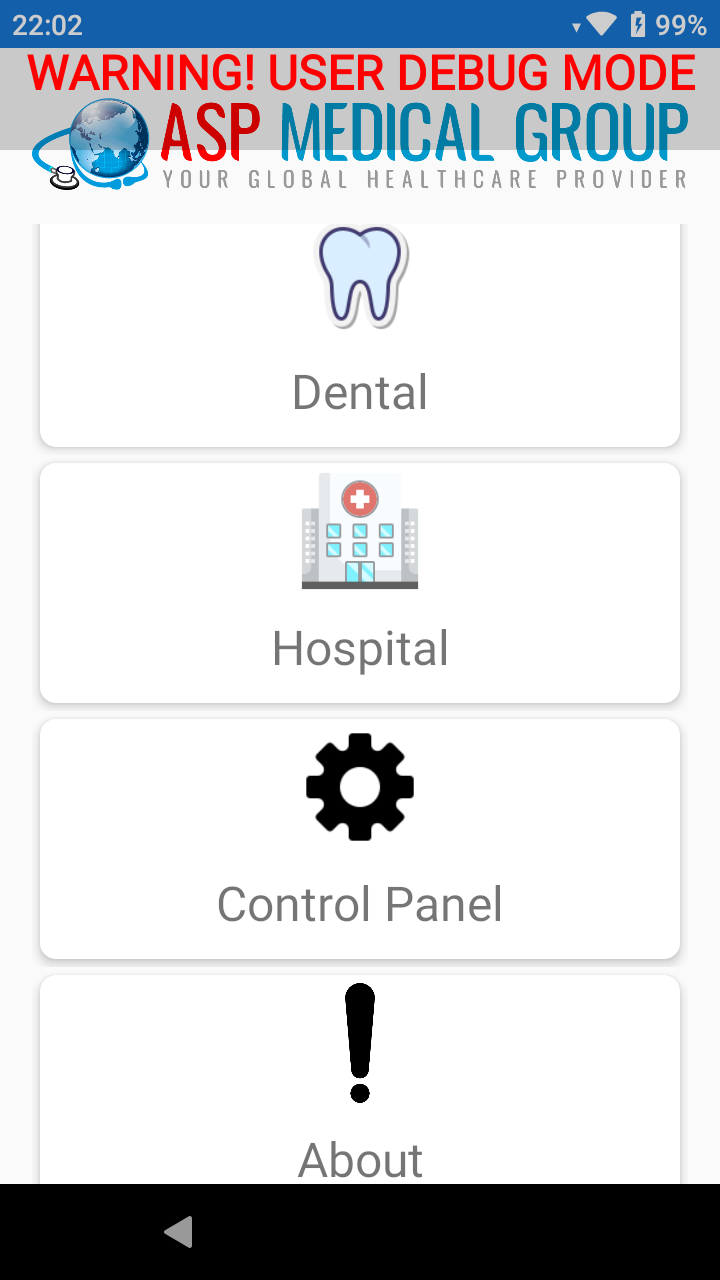 22:02
99%
WARNING! USER DEBUG MODE
ASP MEDICAL GROUP
YOUR GLOBAL HEALTHCARE PROVIDER
Dental
Hospital
Control Panel
About